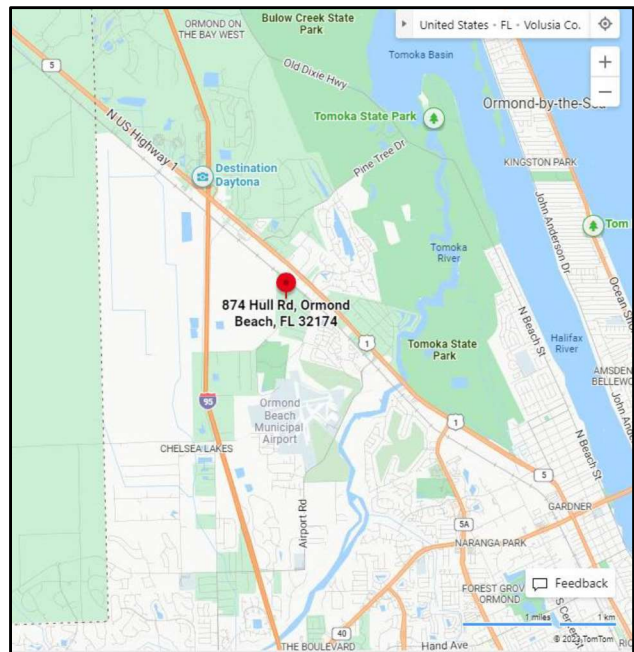 ORMOND ON
THE BAY WEST
Bulow Creek State
Park
United States · FL · Volusia Co.
Tomoka Basin
5
Old Dixie Hwy
+
−
Ormond-by-the-Sea
N US Highway 1
Tomoka State Park
Pine Tree Dr
KINGSTON PARK
Destination
Daytona
John Anderson Dr
Tom
Tomoka
River
Ocean Sho
874 Hull Rd, Ormond
Beach, FL 32174
N Beach St
Halifax
River
1
Tomoka State
Park
AMSDEN
BELLEWO
95
Ormond
Beach
Municipal
Airport
John And
1
N Beach St
CHELSEA LAKES
5
GARDNER
Airport Rd
5A
NARANGA PARK
Feedback
FOREST GROV
ORMOND
1 miles
1 km
40
THE BOULEVARD
Hand Ave
© 2023 TomTom
RIC